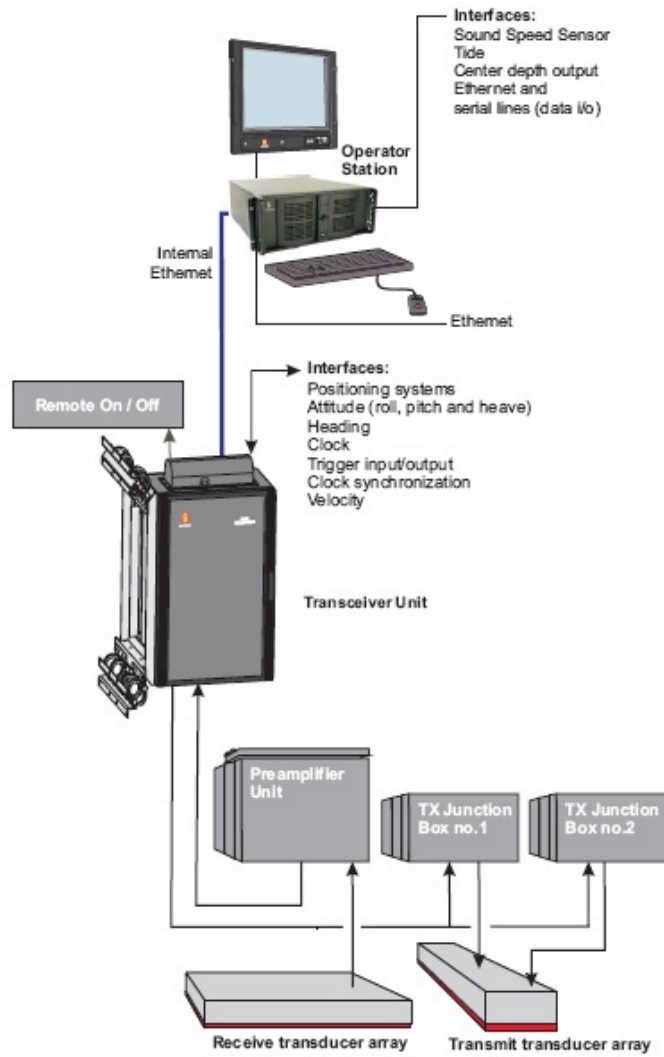 Interfaces:
Sound Speed Sensor
Tide
Center depth output
Ethernet and
serial lines (data i/o)
Operator
Station
Internal
Ethernet
Ethernet
Remote On / Off
Interfaces:
Positioning systems
Attitude (roll, pitch and heave)
Heading
Clock
Trigger input/output
Clock synchronization
Velocity
Transceiver Unit
Preamplifier
Unit
TX Junction
Box no.1
TX Junction
Box no.2
Receive transducer array
Transmit transducer array